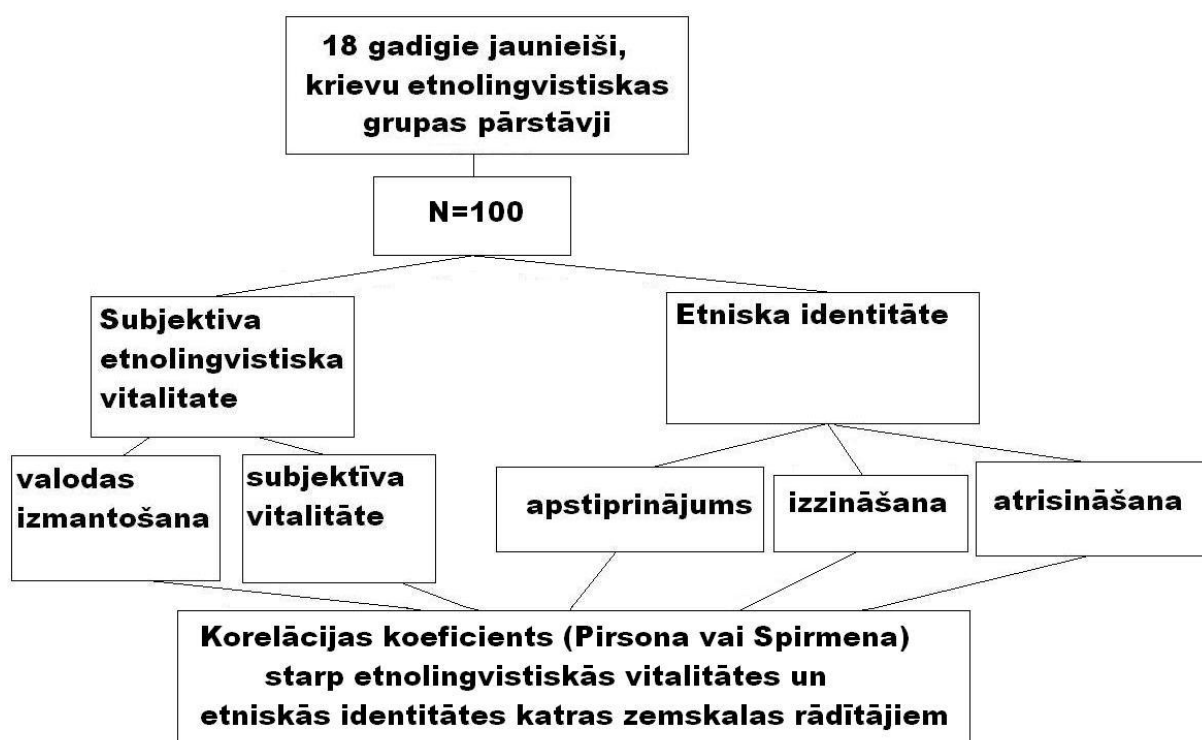 18 gadigie jaunieiši,
krievu etnolingvistiskas
grupas pārstāvji
N=100
Subjektiva
etnolingvistiska
vitalitate
Etniska identitāte
valodas
izmantošana
subjektīva
vitalitāte
apstiprinājums
izzināšana
atrisināšana
Korelācijas koeficients (Pirsona vai Spirmena)
starp etnolingvistiskās vitalitātes un
etniskās identitātes katras zemskalas rādītājiem